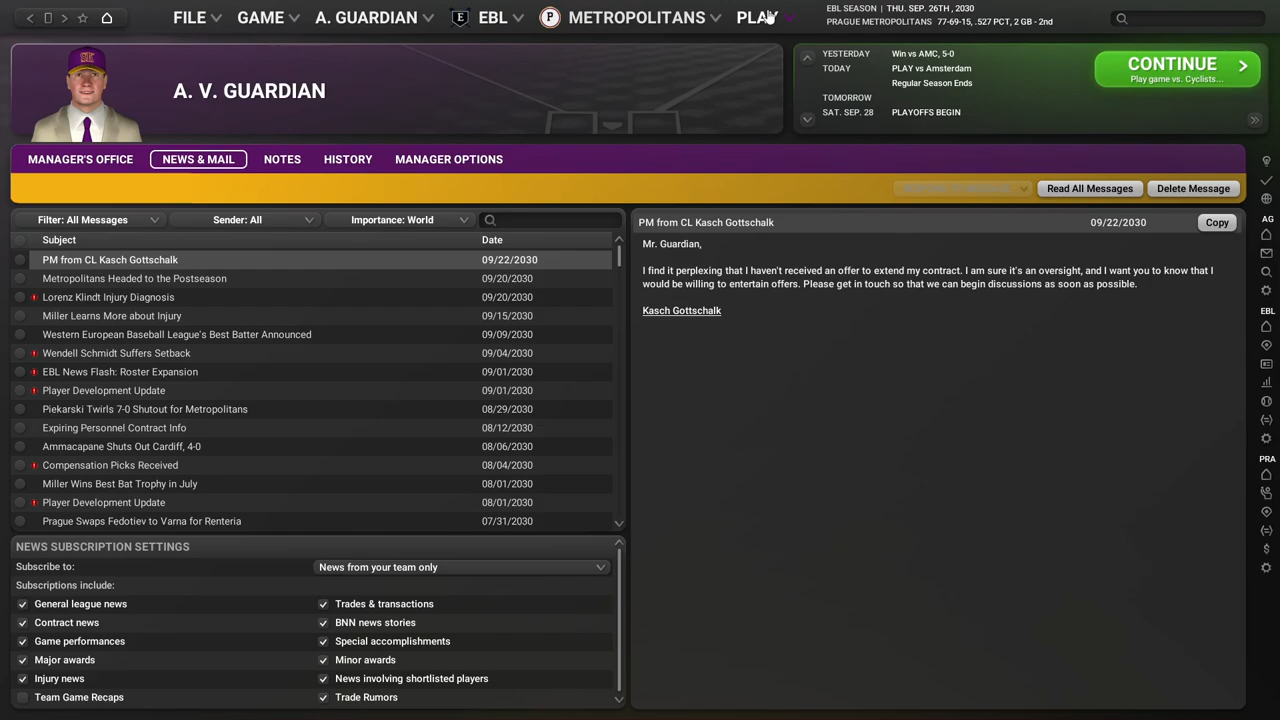 FILE GAME A. GUARDIAN EBL METROPOLITANS PLAY
EBL SEASON | THU. SEP. 26TH , 2030
PRAGUE METROPOLITANS 77-69-15, .527 PCT, 2 GB - 2nd
A. V. GUARDIAN
YESTERDAY Win vs AMC, 5-0
TODAY PLAY vs Amsterdam
Regular Season Ends
TOMORROW
SAT. SEP. 28 PLAYOFFS BEGIN
CONTINUE
Play game vs. Cyclists...
MANAGER'S OFFICE NEWS & MAIL NOTES HISTORY MANAGER OPTIONS
Read All Messages Delete Message
Filter: All Messages Sender: All Importance: World
Subject Date
PM from CL Kasch Gottschalk 09/22/2030
Metropolitans Headed to the Postseason 09/20/2030
Lorenz Klindt Injury Diagnosis 09/20/2030
Miller Learns More about Injury 09/15/2030
Western European Baseball League's Best Batter Announced 09/09/2030
Wendell Schmidt Suffers Setback 09/04/2030
EBL News Flash: Roster Expansion 09/01/2030
Player Development Update 09/01/2030
Piekarski Twirls 7-0 Shutout for Metropolitans 08/29/2030
Expiring Personnel Contract Info 08/12/2030
Ammacapane Shuts Out Cardiff, 4-0 08/06/2030
Compensation Picks Received 08/04/2030
Miller Wins Best Bat Trophy in July 08/01/2030
Player Development Update 08/01/2030
Prague Swaps Fedotiev to Varna for Renteria 07/31/2030
PM from CL Kasch Gottschalk 09/22/2030 Copy
Mr. Guardian,
I find it perplexing that I haven't received an offer to extend my contract. I am sure it's an oversight, and I want you to know that I
would be willing to entertain offers. Please get in touch so that we can begin discussions as soon as possible.
Kasch Gottschalk
NEWS SUBSCRIPTION SETTINGS
Subscribe to: News from your team only
Subscriptions include:
General league news Trades & transactions
Contract news BNN news stories
Game performances Special accomplishments
Major awards Minor awards
Injury news News involving shortlisted players
Team Game Recaps Trade Rumors
AG
EBL
PRA